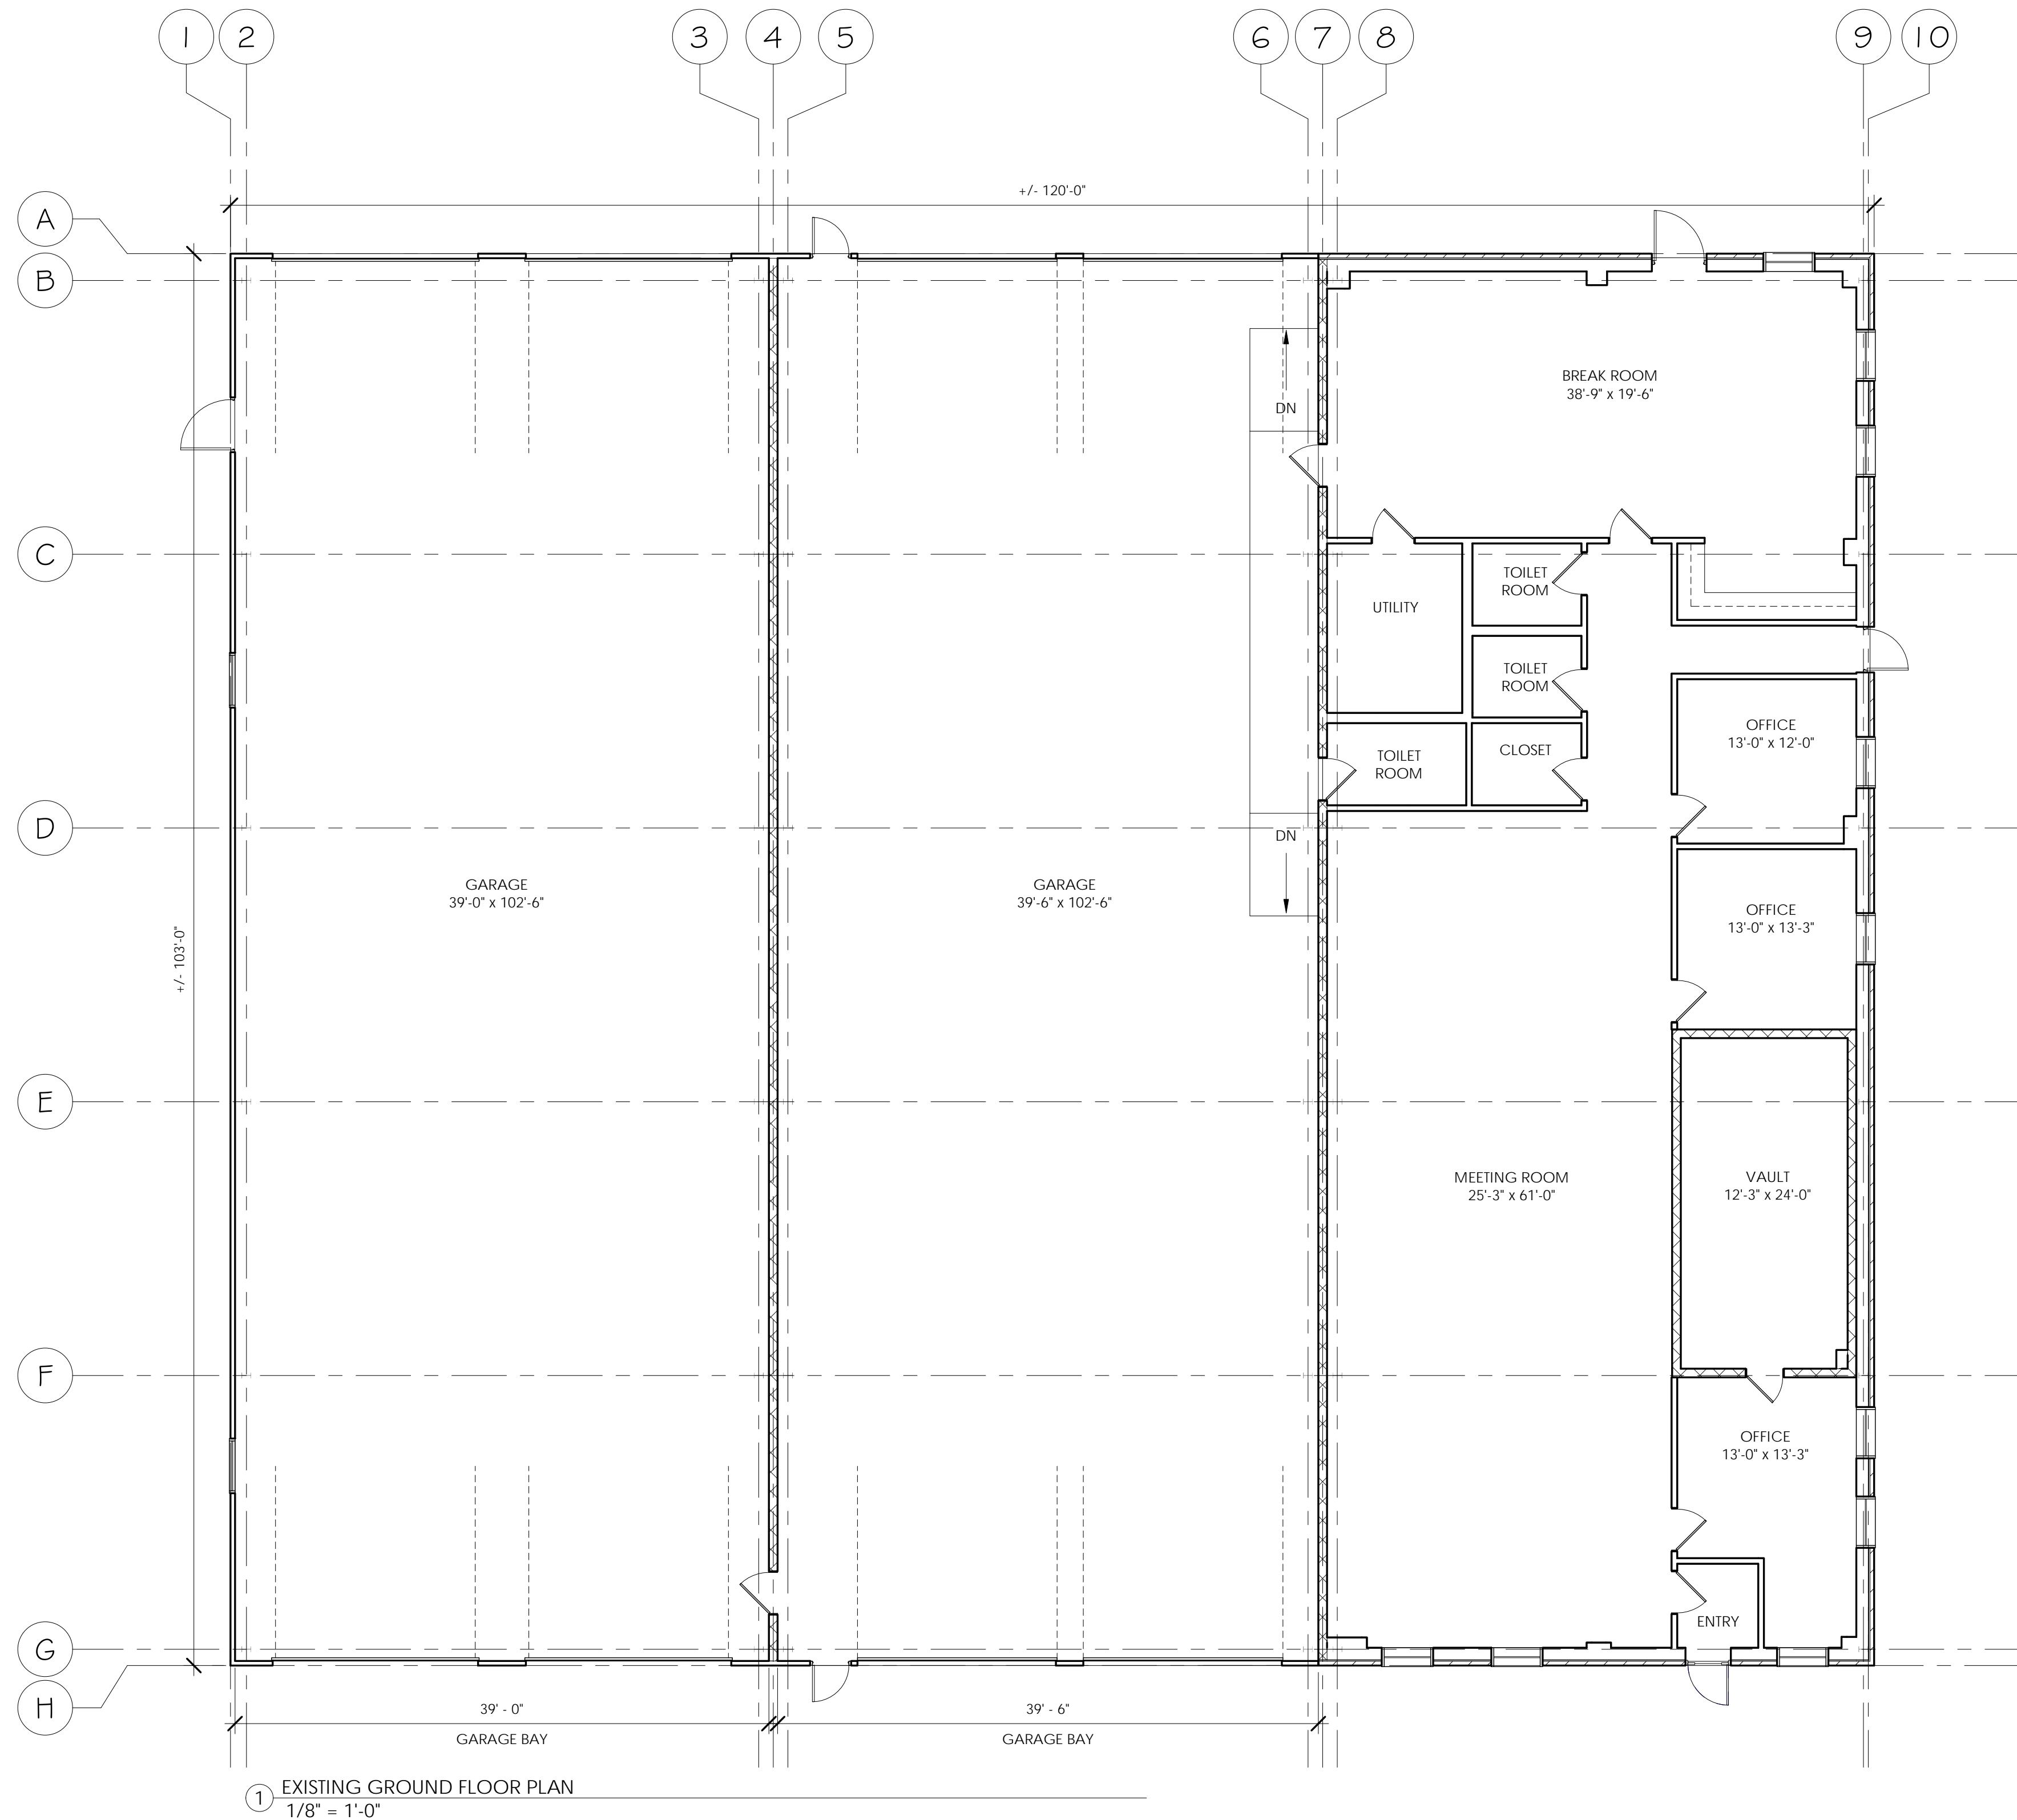 1 2 3 4 5 6 7 8 9 10
+/- 120'-0"
A
B
C
D
E
F
G
H
+/- 103'-0"
BREAK ROOM
38'-9" x 19'-6"
DN
UTILITY
TOILET
ROOM
TOILET
ROOM
TOILET
ROOM
CLOSET
OFFICE
13'-0" x 12'-0"
DN
GARAGE
39'-0" x 102'-6"
GARAGE
39'-6" x 102'-6"
OFFICE
13'-0" x 13'-3"
MEETING ROOM
25'-3" x 61'-0"
VAULT
12'-3" x 24'-0"
OFFICE
13'-0" x 13'-3"
ENTRY
39' - 0"
GARAGE BAY
39' - 6"
GARAGE BAY
1 EXISTING GROUND FLOOR PLAN
1/8" = 1'-0"